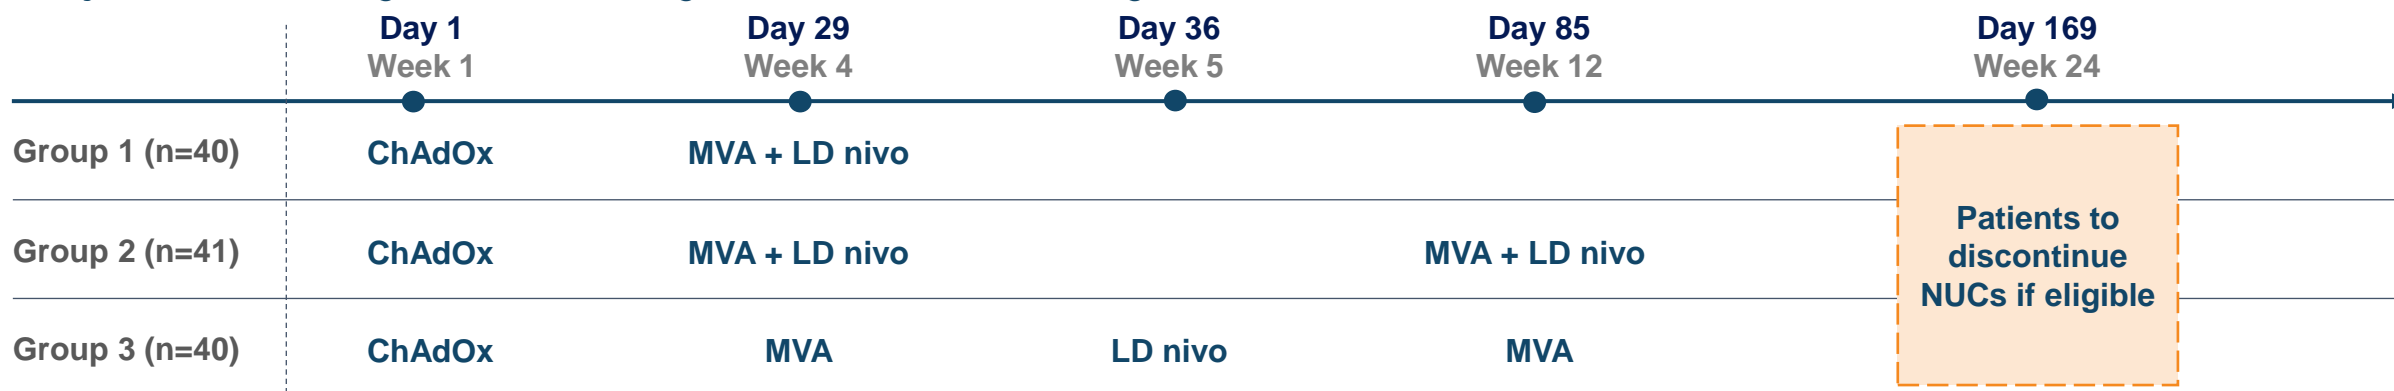 Day 1 Day 29 Day 36 Day 85 Day 169
Week 1 Week 4 Week 5 Week 12 Week 24
Group 1 (n=40) ChAdOx MVA + LD nivo
Group 2 (n=41) ChAdOx MVA + LD nivo MVA + LD nivo
Group 3 (n=40) ChAdOx MVA LD nivo MVA
Patients to
discontinue
NUCs if eligible